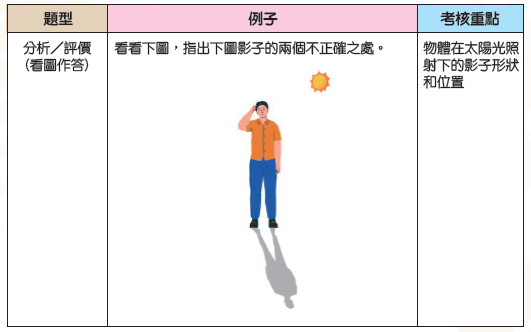 題型
例子
考核重點
分析／評價
（看圖作答）
看看下圖，指出下圖影子的兩個不正確之處。
物體在太陽光照
射下的影子形狀
和位置